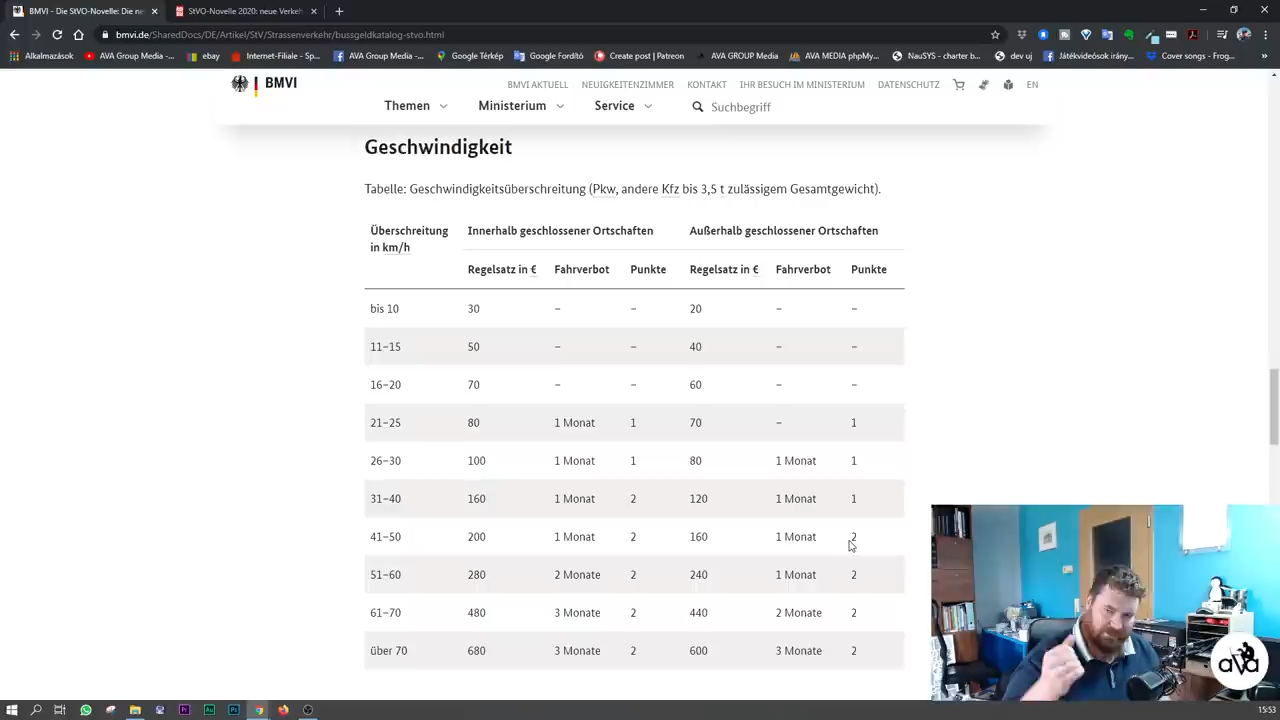 BMVI - Die StVO-Novelle: Die neu
StVO-Novelle 2020: neue Verkeh
bmvi.de/SharedDocs/DE/Artikel/StV/Strassenverkehr/bussgeldkatalog-stvo.html
Alkalmazások
AVA GROUP Media -...
Internet-Filiale - Sp...
AVA GROUP Media -...
Google Térkép
Google Fordító
Create post | Patreon
AVA GROUP Media
AVA MEDIA phpMy...
NauSYS - charter b...
dev uj
Játékvideósok irány...
Cover songs - Free...
BMVI
BMVI AKTUELL
NEUIGKEITENZIMMER
KONTAKT
IHR BESUCH IM MINISTERIUM
DATENSCHUTZ
EN
Themen
Ministerium
Service
Suchbegriff
Geschwindigkeit
Tabelle: Geschwindigkeitsüberschreitung (Pkw, andere Kfz bis 3,5 t zulässigem Gesamtgewicht).
Überschreitung in km/h
Innerhalb geschlossener Ortschaften
Außerhalb geschlossener Ortschaften
Regelsatz in € Fahrverbot Punkte Regelsatz in € Fahrverbot Punkte
bis 10 30 – – 20 – –
11–15 50 – – 40 – –
16–20 70 – – 60 – –
21–25 80 1 Monat 1 70 – 1
26–30 100 1 Monat 1 80 1 Monat 1
31–40 160 1 Monat 2 120 1 Monat 1
41–50 200 1 Monat 2 160 1 Monat 2
51–60 280 2 Monate 2 240 1 Monat 2
61–70 480 3 Monate 2 440 2 Monate 2
über 70 680 3 Monate 2 600 3 Monate 2
aVa
15:53